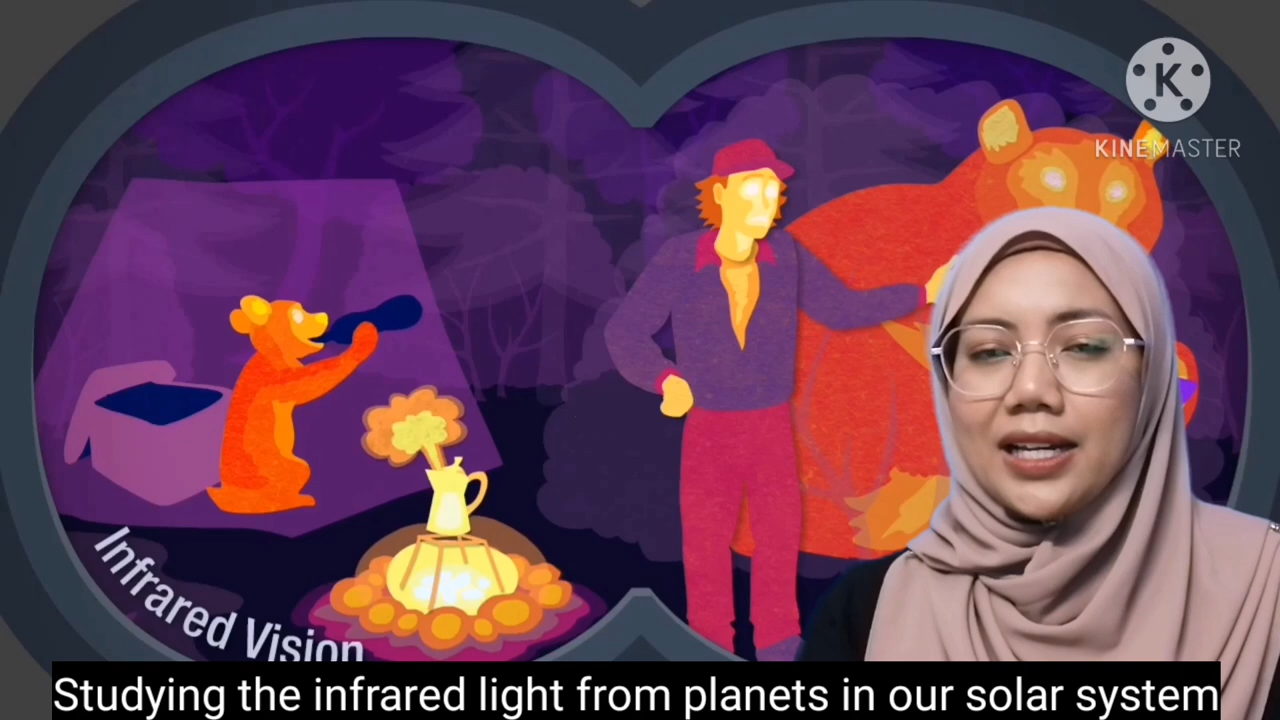 K
KINEMASTER
Infrared Vision
Studying the infrared light from planets in our solar system